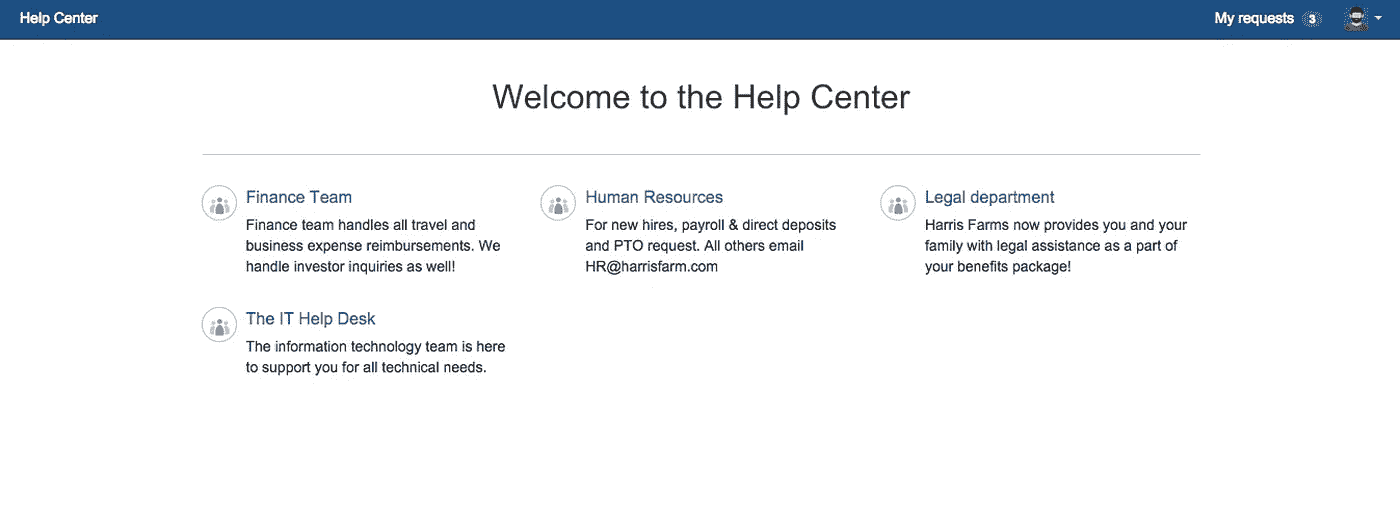 Help Center
My requests 3
Welcome to the Help Center
Finance Team
Finance team handles all travel and
business expense reimbursements. We
handle investor inquiries as well!
Human Resources
For new hires, payroll & direct deposits
and PTO request. All others email
HR@harrisfarm.com
Legal department
Harris Farms now provides you and your
family with legal assistance as a part of
your benefits package!
The IT Help Desk
The information technology team is here
to support you for all technical needs.